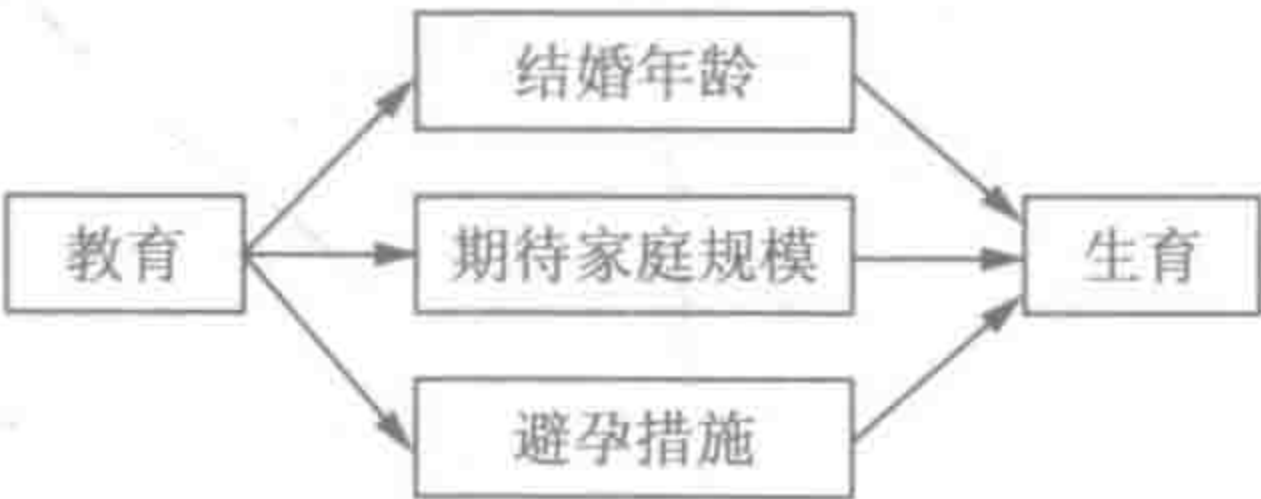 结婚年龄
教育
期待家庭规模
生育
避孕措施